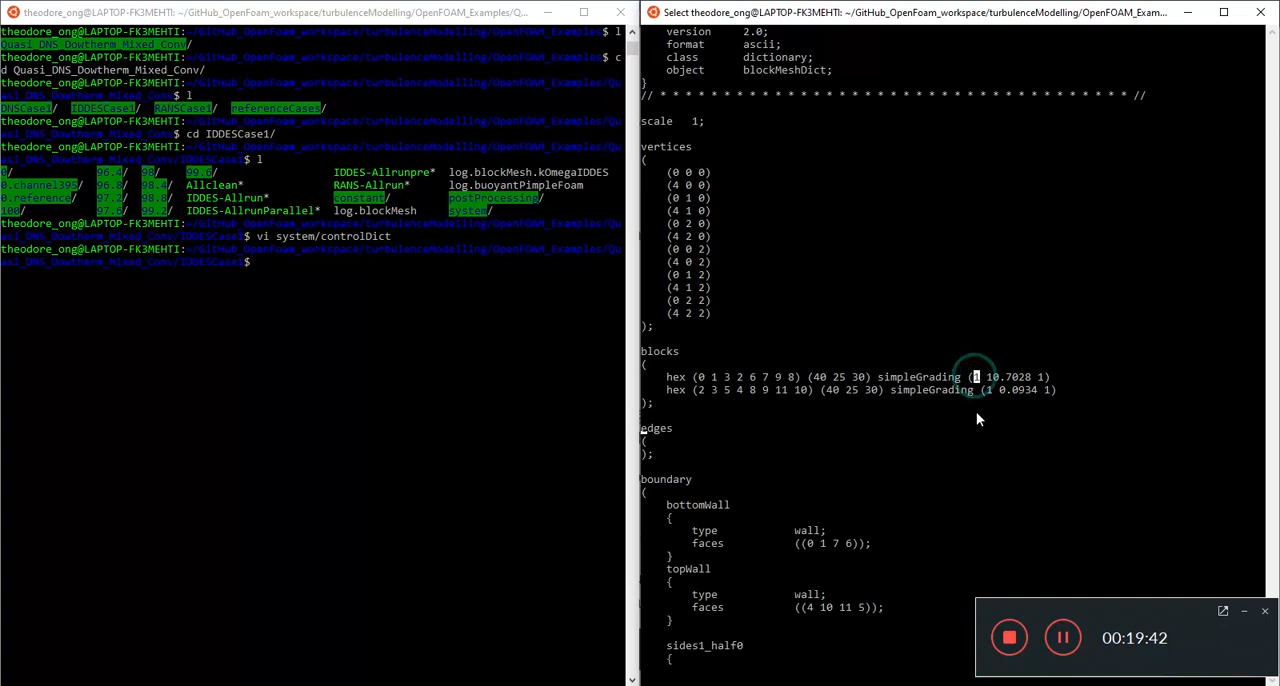 theodore_ong@LAPTOP-FK3MEHTI: ~/GitHub_OpenFoam_workspace/turbulenceModelling/OpenFOAM_Examples/Q...
theodore_ong@LAPTOP-FK3MEHTI:~/GitHub_OpenFoam_workspace/turbulenceModelling/OpenFOAM_Examples$ l
Quasi_DNS_Dowtherm_Mixed_Conv/
theodore_ong@LAPTOP-FK3MEHTI:~/GitHub_OpenFoam_workspace/turbulenceModelling/OpenFOAM_Examples$ c
d Quasi_DNS_Dowtherm_Mixed_Conv/
theodore_ong@LAPTOP-FK3MEHTI:~/GitHub_OpenFoam_workspace/turbulenceModelling/OpenFOAM_Examples/Qu
asi_DNS_Dowtherm_Mixed_Conv$ l
DNSCase1/ IDDESCase1/ RANSCase1/ referenceCases/
theodore_ong@LAPTOP-FK3MEHTI:~/GitHub_OpenFoam_workspace/turbulenceModelling/OpenFOAM_Examples/Qu
asi_DNS_Dowtherm_Mixed_Conv$ cd IDDESCase1/
theodore_ong@LAPTOP-FK3MEHTI:~/GitHub_OpenFoam_workspace/turbulenceModelling/OpenFOAM_Examples/Qu
asi_DNS_Dowtherm_Mixed_Conv/IDDESCase1$ l
0/ 96.4/ 98/ 99.6/ IDDES-Allrunpre* log.blockMesh.kOmegaIDDES
0.channel395/ 96.8/ 98.4/ Allclean* RANS-Allrun* log.buoyantPimpleFoam
0.reference/ 97.2/ 98.8/ IDDES-Allrun* constant/ postProcessing/
100/ 97.6/ 99.2/ IDDES-AllrunParallel* log.blockMesh system/
theodore_ong@LAPTOP-FK3MEHTI:~/GitHub_OpenFoam_workspace/turbulenceModelling/OpenFOAM_Examples/Qu
asi_DNS_Dowtherm_Mixed_Conv/IDDESCase1$ vi system/controlDict
theodore_ong@LAPTOP-FK3MEHTI:~/GitHub_OpenFoam_workspace/turbulenceModelling/OpenFOAM_Examples/Qu
asi_DNS_Dowtherm_Mixed_Conv/IDDESCase1$
Select theodore_ong@LAPTOP-FK3MEHTI: ~/GitHub_OpenFoam_workspace/turbulenceModelling/OpenFOAM_Exam...
version 2.0;
format ascii;
class dictionary;
object blockMeshDict;
}
// * * * * * * * * * * * * * * * * * * * * * * * * * * * * * * * * * * * * * //
scale 1;
vertices
(
(0 0 0)
(4 0 0)
(0 1 0)
(4 1 0)
(0 2 0)
(4 2 0)
(0 0 2)
(4 0 2)
(0 1 2)
(4 1 2)
(0 2 2)
(4 2 2)
);
blocks
(
hex (0 1 3 2 6 7 9 8) (40 25 30) simpleGrading (1 10.7028 1)
hex (2 3 5 4 8 9 11 10) (40 25 30) simpleGrading (1 0.0934 1)
);
edges
(
);
boundary
(
bottomWall
{
type wall;
faces ((0 1 7 6));
}
topWall
{
type wall;
faces ((4 10 11 5));
}
sides1_half0
{
00:19:42